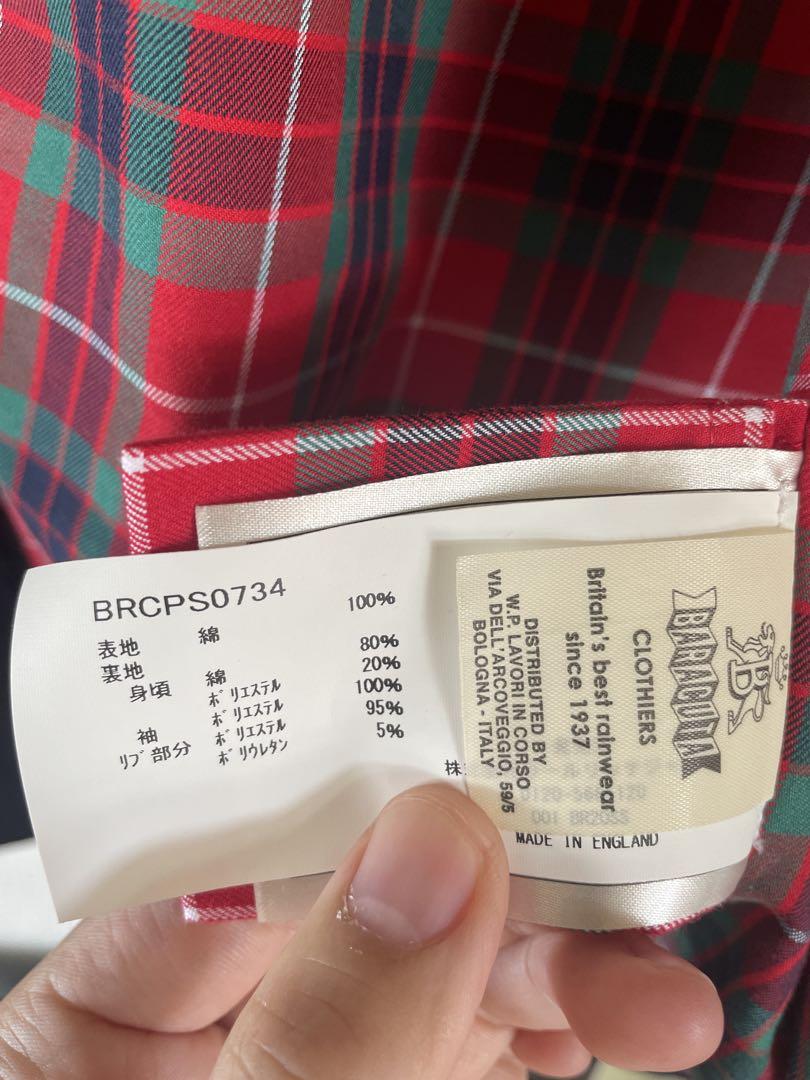 BRCPS0734
表地 綿 100%
裏地
身頃 綿 80%
ポリエステル 20%
袖 ポリエステル 100%
リブ部分 ポリエステル 95%
ポリウレタン 5%
株
0120-
001 BR20SS
MADE IN ENGLAND
BARACUTA
CLOTHIERS
Britain's best rainwear
since 1937
DISTRIBUTED BY
W.P. LAVORI IN CORSO
VIA DELL'ARCOVEGGIO, 59/5
BOLOGNA - ITALY